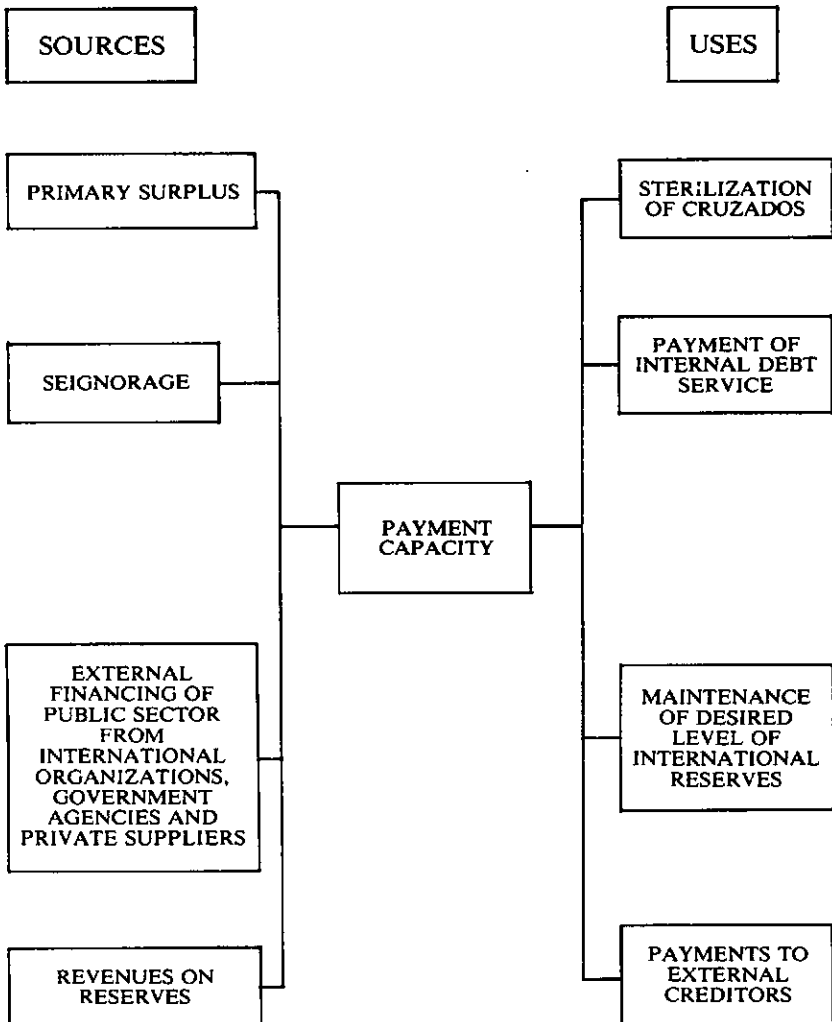 SOURCES
USES
PRIMARY SURPLUS
STERILIZATION
OF CRUZADOS
SEIGNORAGE
PAYMENT OF
INTERNAL DEBT
SERVICE
PAYMENT
CAPACITY
EXTERNAL
FINANCING OF
PUBLIC SECTOR
FROM
INTERNATIONAL
ORGANIZATIONS,
GOVERNMENT
AGENCIES AND
PRIVATE SUPPLIERS
MAINTENANCE
OF DESIRED
LEVEL OF
INTERNATIONAL
RESERVES
REVENUES ON
RESERVES
PAYMENTS TO
EXTERNAL
CREDITORS